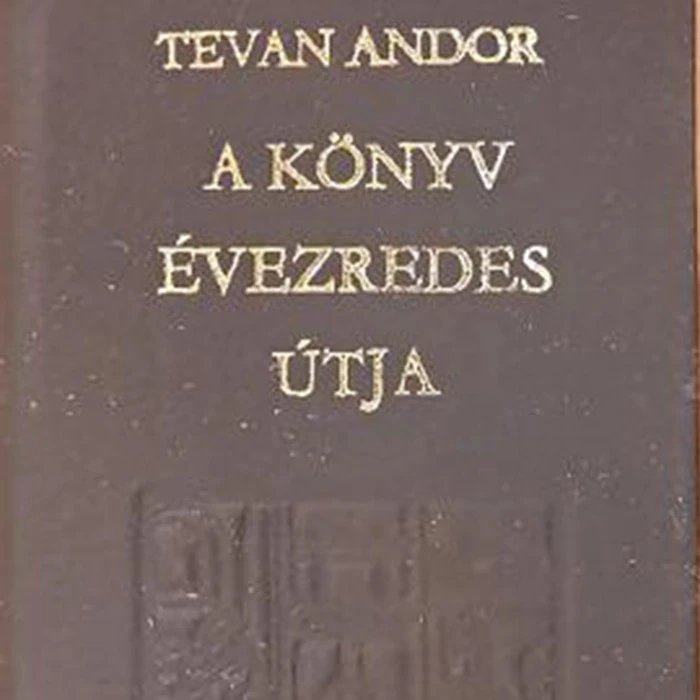 TEVAN ANDOR
A KÖNYV
ÉVEZREDES
ÚTJA